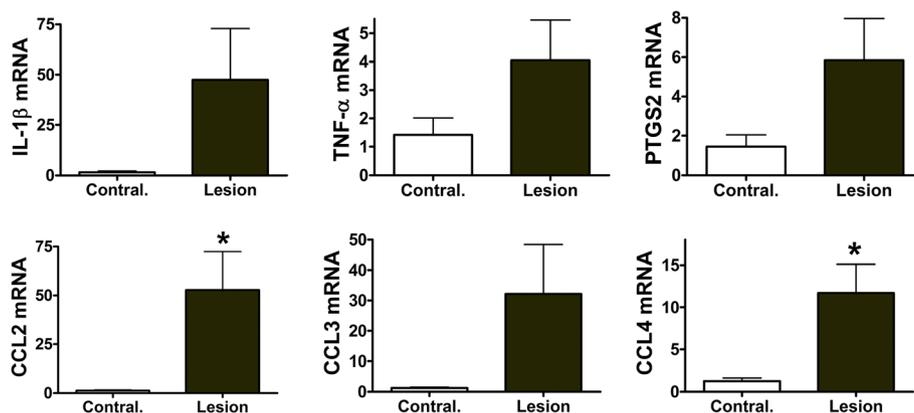 IL-1β mRNA
75
50
25
0
Contral. Lesion
TNF-α mRNA
5
4
3
2
1
0
Contral. Lesion
PTGS2 mRNA
8
6
4
2
0
Contral. Lesion
CCL2 mRNA
75
50
25
0
*
Contral. Lesion
CCL3 mRNA
50
40
30
20
10
0
Contral. Lesion
CCL4 mRNA
15
10
5
0
*
Contral. Lesion